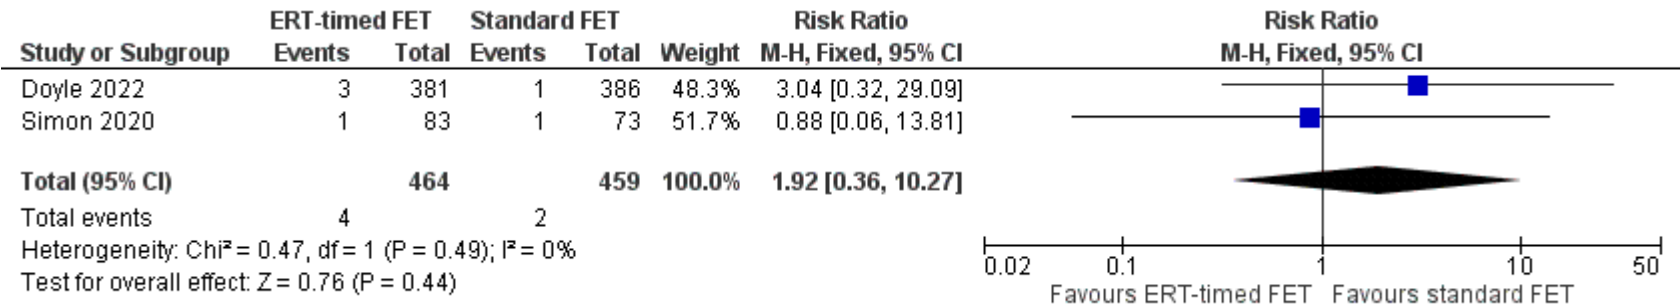 ERT-timed FET Standard FET Risk Ratio Risk Ratio
Study or Subgroup Events Total Events Total Weight M-H, Fixed, 95% CI M-H, Fixed, 95% CI
Doyle 2022 3 381 1 386 48.3% 3.04 [0.32, 29.09]
Simon 2020 1 83 1 73 51.7% 0.88 [0.06, 13.81]
Total (95% CI) 464 459 100.0% 1.92 [0.36, 10.27]
Total events 4 2
Heterogeneity: Chi² = 0.47, df = 1 (P = 0.49); I² = 0%
Test for overall effect: Z = 0.76 (P = 0.44)
0.02 0.1 1 10 50
Favours ERT-timed FET Favours standard FET